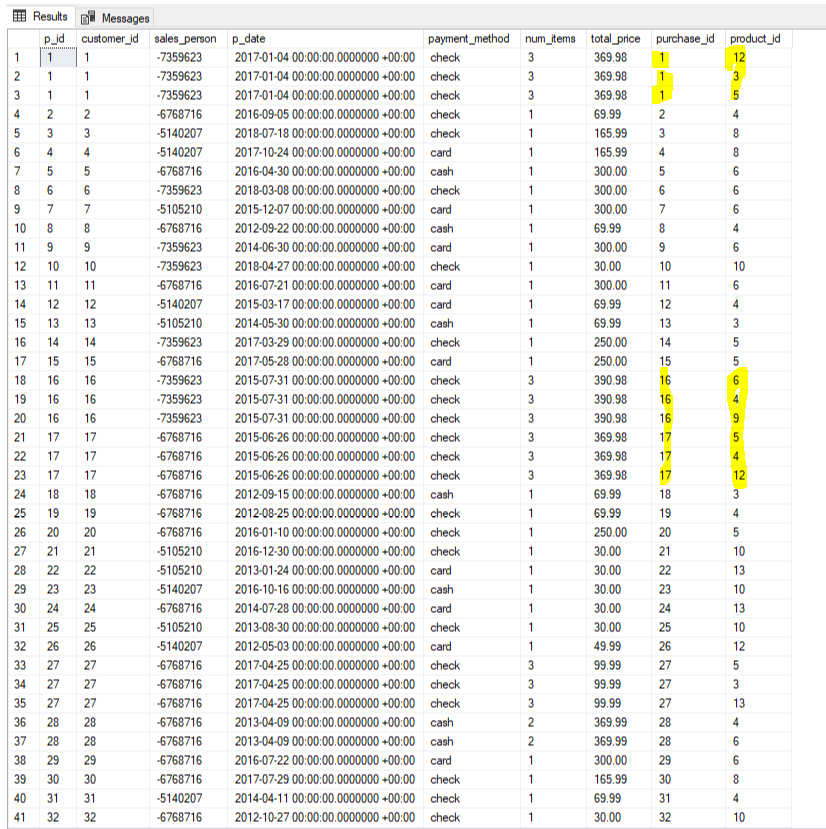 Results Messages
p_id customer_id sales_person p_date payment_method num_items total_price purchase_id product_id
1 1 1 -7359623 2017-01-04 00:00:00.0000000 +00:00 check 3 369.98 1 12
2 1 1 -7359623 2017-01-04 00:00:00.0000000 +00:00 check 3 369.98 1 3
3 1 1 -7359623 2017-01-04 00:00:00.0000000 +00:00 check 3 369.98 1 5
4 2 2 -6768716 2016-09-05 00:00:00.0000000 +00:00 check 1 69.99 2 4
5 3 3 -5140207 2018-07-18 00:00:00.0000000 +00:00 check 1 165.99 3 8
6 4 4 -5140207 2017-10-24 00:00:00.0000000 +00:00 card 1 165.99 4 8
7 5 5 -6768716 2016-04-30 00:00:00.0000000 +00:00 cash 1 300.00 5 6
8 6 6 -7359623 2018-03-08 00:00:00.0000000 +00:00 check 1 300.00 6 6
9 7 7 -5105210 2015-12-07 00:00:00.0000000 +00:00 card 1 300.00 7 6
10 8 8 -6768716 2012-09-22 00:00:00.0000000 +00:00 cash 1 69.99 8 4
11 9 9 -7359623 2014-06-30 00:00:00.0000000 +00:00 card 1 300.00 9 6
12 10 10 -7359623 2018-04-27 00:00:00.0000000 +00:00 check 1 30.00 10 10
13 11 11 -6768716 2016-07-21 00:00:00.0000000 +00:00 card 1 300.00 11 6
14 12 12 -5140207 2015-03-17 00:00:00.0000000 +00:00 card 1 69.99 12 4
15 13 13 -5105210 2014-05-30 00:00:00.0000000 +00:00 cash 1 69.99 13 3
16 14 14 -7359623 2017-03-29 00:00:00.0000000 +00:00 check 1 250.00 14 5
17 15 15 -6768716 2017-05-28 00:00:00.0000000 +00:00 card 1 250.00 15 5
18 16 16 -7359623 2015-07-31 00:00:00.0000000 +00:00 check 3 390.98 16 6
19 16 16 -7359623 2015-07-31 00:00:00.0000000 +00:00 check 3 390.98 16 4
20 16 16 -7359623 2015-07-31 00:00:00.0000000 +00:00 check 3 390.98 16 9
21 17 17 -6768716 2015-06-26 00:00:00.0000000 +00:00 check 3 369.98 17 5
22 17 17 -6768716 2015-06-26 00:00:00.0000000 +00:00 check 3 369.98 17 4
23 17 17 -6768716 2015-06-26 00:00:00.0000000 +00:00 check 3 369.98 17 12
24 18 18 -6768716 2012-09-15 00:00:00.0000000 +00:00 cash 1 69.99 18 3
25 19 19 -6768716 2012-08-25 00:00:00.0000000 +00:00 check 1 69.99 19 4
26 20 20 -6768716 2016-01-10 00:00:00.0000000 +00:00 check 1 250.00 20 5
27 21 21 -5105210 2016-12-30 00:00:00.0000000 +00:00 check 1 30.00 21 10
28 22 22 -5105210 2013-01-24 00:00:00.0000000 +00:00 card 1 30.00 22 13
29 23 23 -5140207 2016-10-16 00:00:00.0000000 +00:00 cash 1 30.00 23 10
30 24 24 -6768716 2014-07-28 00:00:00.0000000 +00:00 card 1 30.00 24 13
31 25 25 -5105210 2013-08-30 00:00:00.0000000 +00:00 check 1 30.00 25 10
32 26 26 -5140207 2012-05-03 00:00:00.0000000 +00:00 card 1 49.99 26 12
33 27 27 -6768716 2017-04-25 00:00:00.0000000 +00:00 check 3 99.99 27 5
34 27 27 -6768716 2017-04-25 00:00:00.0000000 +00:00 check 3 99.99 27 3
35 27 27 -6768716 2017-04-25 00:00:00.0000000 +00:00 check 3 99.99 27 13
36 28 28 -6768716 2013-04-09 00:00:00.0000000 +00:00 cash 2 369.99 28 4
37 28 28 -6768716 2013-04-09 00:00:00.0000000 +00:00 cash 2 369.99 28 6
38 29 29 -6768716 2016-07-22 00:00:00.0000000 +00:00 card 1 300.00 29 6
39 30 30 -6768716 2017-07-29 00:00:00.0000000 +00:00 check 1 165.99 30 8
40 31 31 -5140207 2014-04-11 00:00:00.0000000 +00:00 check 1 69.99 31 4
41 32 32 -6768716 2012-10-27 00:00:00.0000000 +00:00 check 1 30.00 32 10